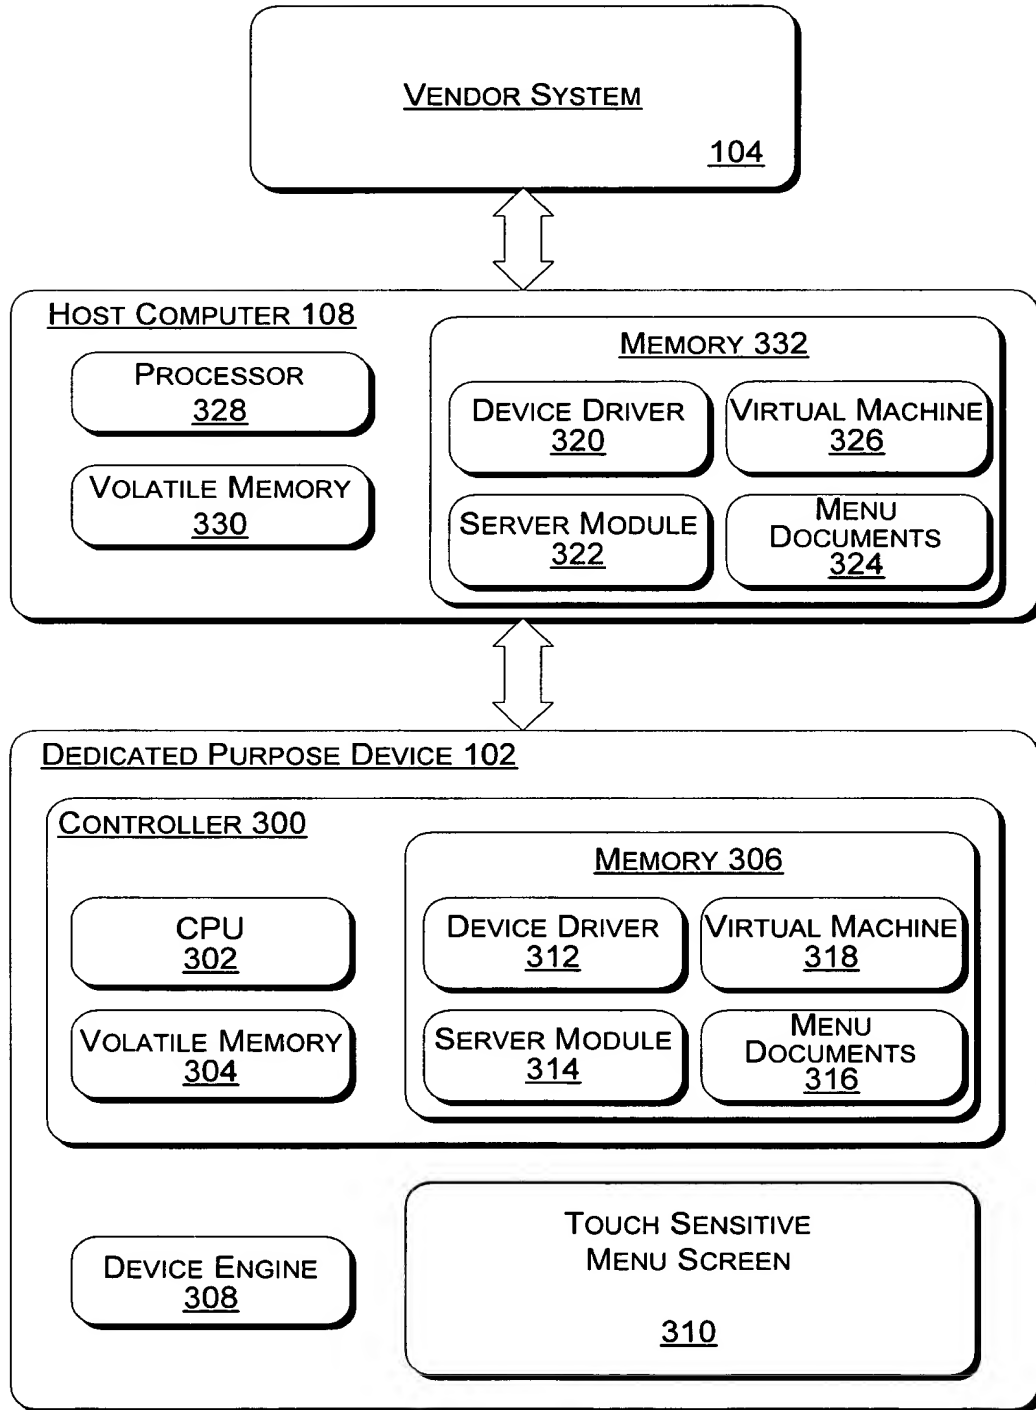 VENDOR SYSTEM
104
HOST COMPUTER 108
PROCESSOR
328
VOLATILE MEMORY
330
MEMORY 332
DEVICE DRIVER
320
VIRTUAL MACHINE
326
SERVER MODULE
322
MENU
DOCUMENTS
324
DEDICATED PURPOSE DEVICE 102
CONTROLLER 300
CPU
302
VOLATILE MEMORY
304
MEMORY 306
DEVICE DRIVER
312
VIRTUAL MACHINE
318
SERVER MODULE
314
MENU
DOCUMENTS
316
DEVICE ENGINE
308
TOUCH SENSITIVE
MENU SCREEN
310